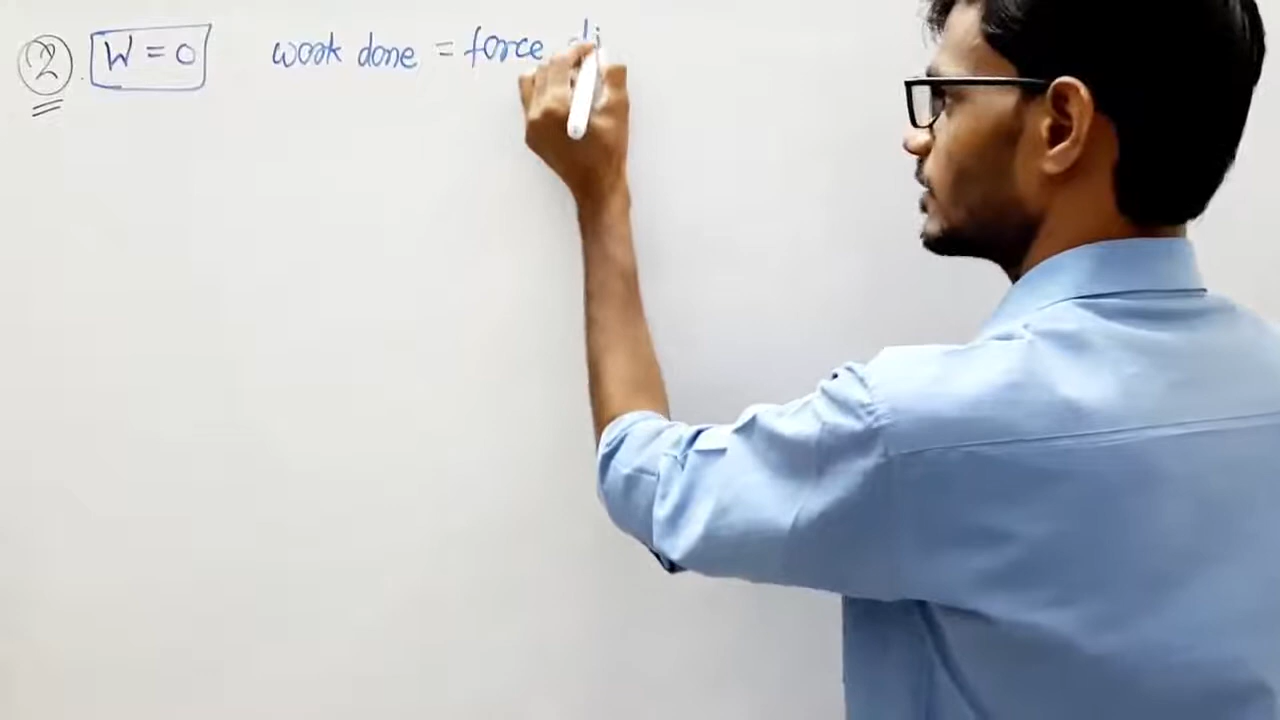 2. W = 0 work done = force di